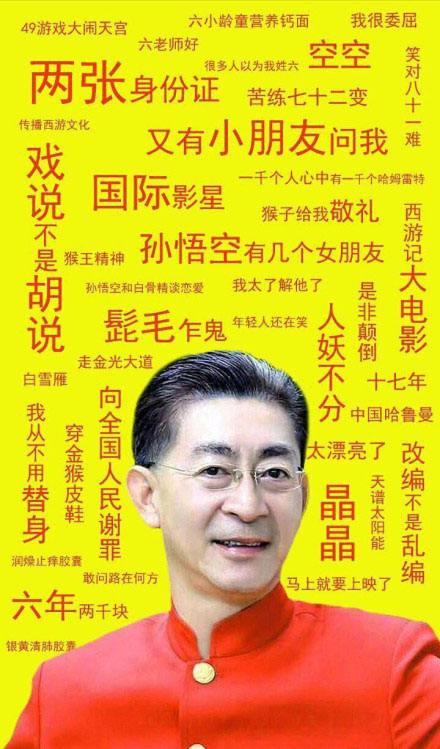 49游戏大闹天宫
六小龄童营养钙面
我很委屈
六老师好
很多人以为我姓六
空空
笑对八十一难
两张身份证
苦练七十二变
传播西游文化
又有小朋友问我
戏说不是胡说
国际影星
一千个人心中有一千个哈姆雷特
猴子给我敬礼
西游记大电影
猴王精神
孙悟空有几个女朋友
孙悟空和白骨精谈恋爱
我太了解他了
是非颠倒
髭毛乍鬼
年轻人还在笑
人妖不分
走金光大道
白雪雁
十七年
中国哈鲁曼
我从不用替身
穿金猴皮鞋
向全国人民谢罪
太漂亮了
改编不是乱编
天谱太阳能
晶晶
润燥止痒胶囊
敢问路在何方
马上就要上映了
六年两千块
银黄清肺胶囊